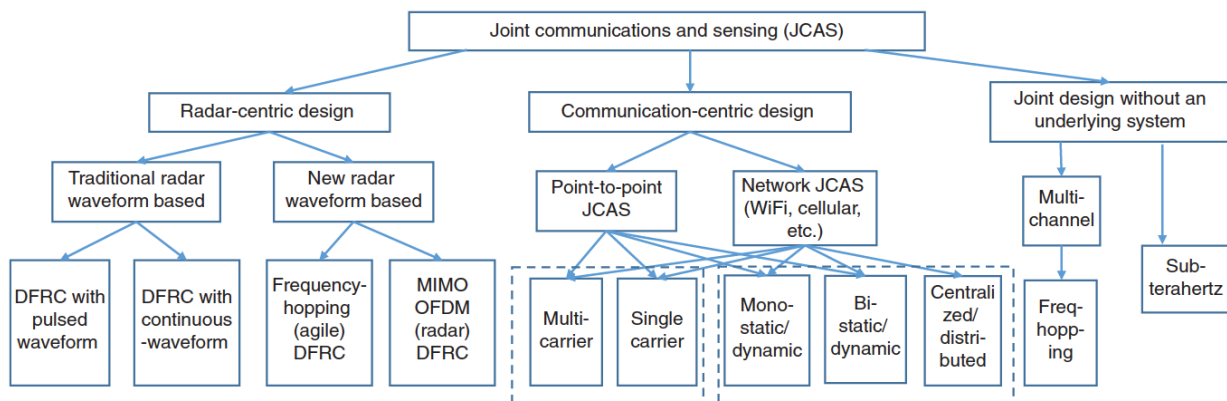 Joint communications and sensing (JCAS)
Radar-centric design
Communication-centric design
Joint design without an
underlying system
Traditional radar
waveform based
New radar
waveform based
Point-to-point
JCAS
Network JCAS
(WiFi, cellular,
etc.)
Multi-
channel
Sub-
terahertz
DFRC with
pulsed
waveform
DFRC with
continuous
-waveform
Frequency-
hopping
(agile)
DFRC
MIMO
OFDM
(radar)
DFRC
Multi-
carrier
Single
carrier
Mono-
static/
dynamic
Bi-
static/
dynamic
Centrali
zed/
distri-
buted
Freq-
hopp-
ing